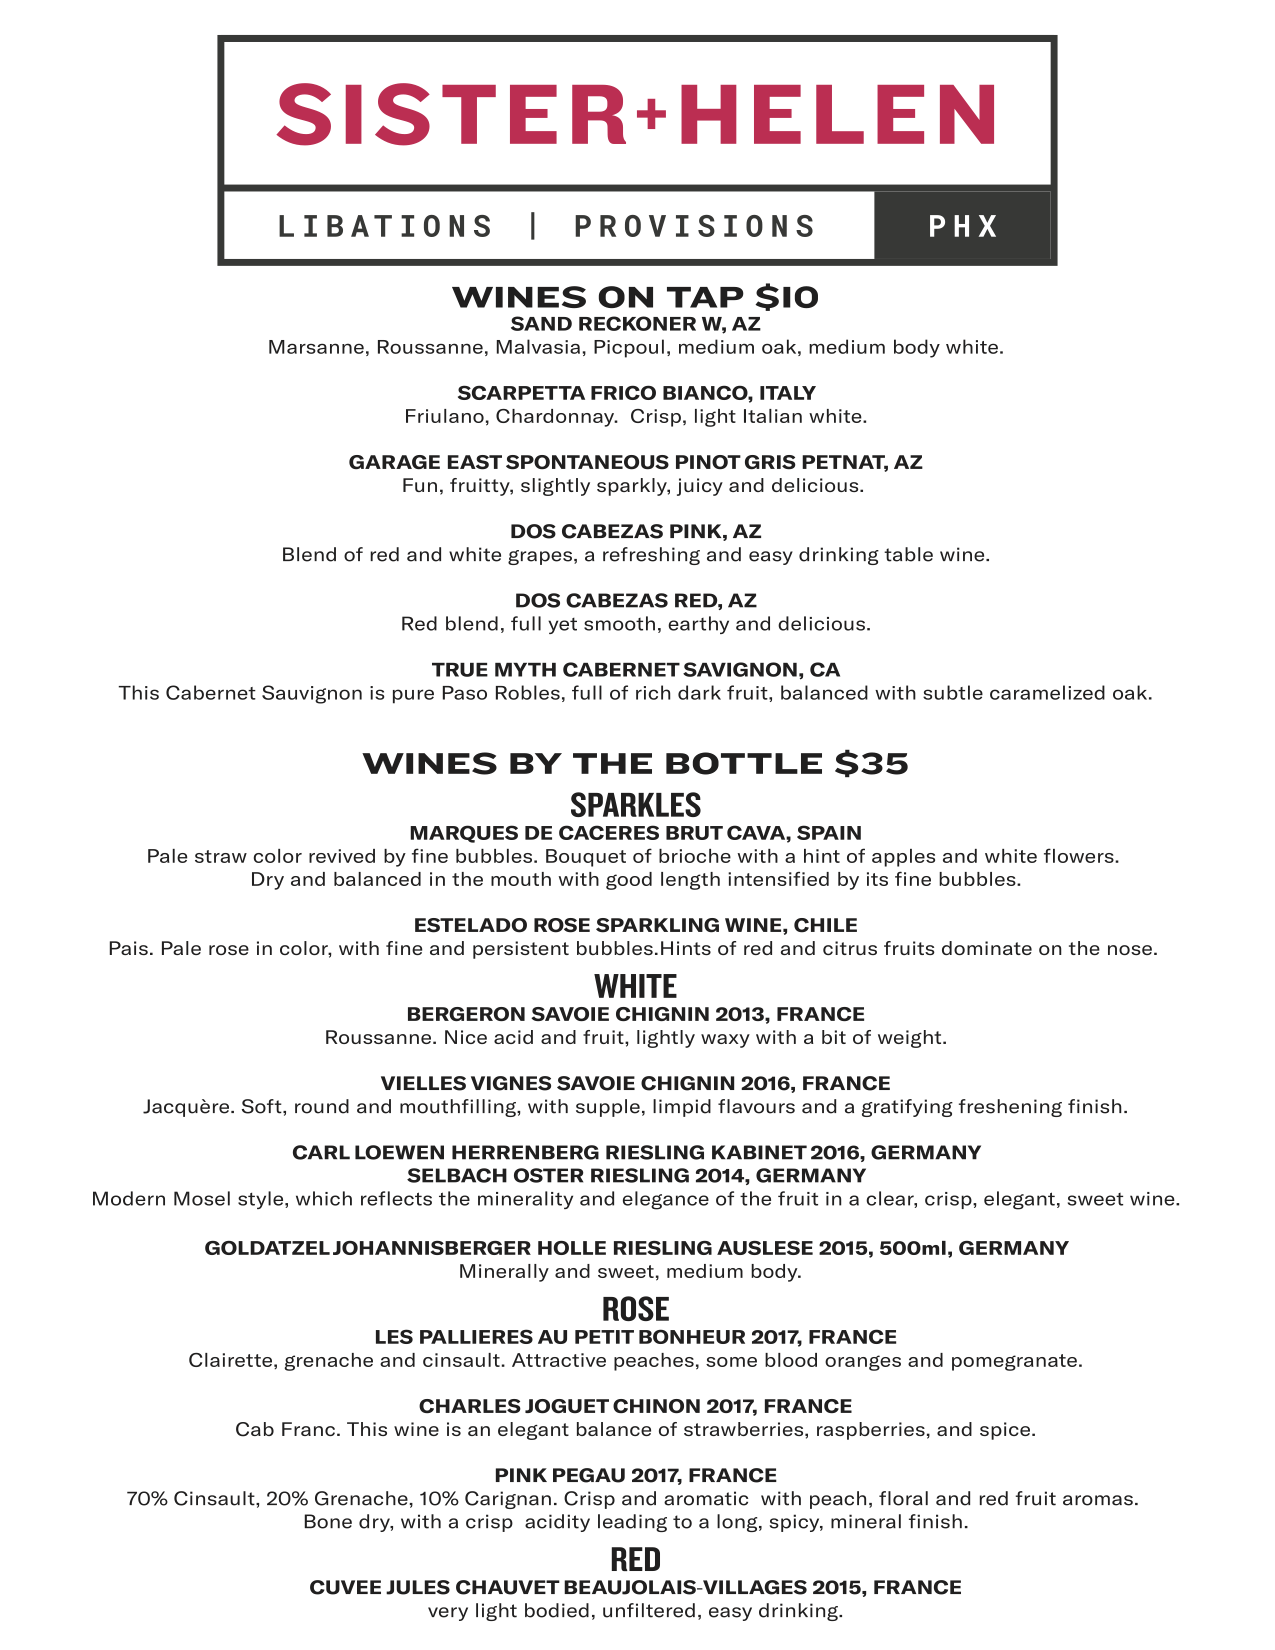 SISTER+HELEN
LIBATIONS | PROVISIONS PHX
WINES ON TAP $10
SAND RECKONER W, AZ
Marsanne, Roussanne, Malvasia, Picpoul, medium oak, medium body white.
SCARPETTA FRICO BIANCO, ITALY
Friulano, Chardonnay. Crisp, light Italian white.
GARAGE EAST SPONTANEOUS PINOT GRIS PETNAT, AZ
Fun, fruitty, slightly sparkly, juicy and delicious.
DOS CABEZAS PINK, AZ
Blend of red and white grapes, a refreshing and easy drinking table wine.
DOS CABEZAS RED, AZ
Red blend, full yet smooth, earthy and delicious.
TRUE MYTH CABERNET SAVIGNON, CA
This Cabernet Sauvignon is pure Paso Robles, full of rich dark fruit, balanced with subtle caramelized oak.
WINES BY THE BOTTLE $35
SPARKLES
MARQUES DE CACERES BRUT CAVA, SPAIN
Pale straw color revived by fine bubbles. Bouquet of brioche with a hint of apples and white flowers.
Dry and balanced in the mouth with good length intensified by its fine bubbles.
ESTELADO ROSE SPARKLING WINE, CHILE
Pais. Pale rose in color, with fine and persistent bubbles.Hints of red and citrus fruits dominate on the nose.
WHITE
BERGERON SAVOIE CHIGNIN 2013, FRANCE
Roussanne. Nice acid and fruit, lightly waxy with a bit of weight.
VIELLES VIGNES SAVOIE CHIGNIN 2016, FRANCE
Jacquère. Soft, round and mouthfilling, with supple, limpid flavours and a gratifying freshening finish.
CARL LOEWEN HERRENBERG RIESLING KABINET 2016, GERMANY
SELBACH OSTER RIESLING 2014, GERMANY
Modern Mosel style, which reflects the minerality and elegance of the fruit in a clear, crisp, elegant, sweet wine.
GOLDATZEL JOHANNISBERGER HOLLE RIESLING AUSLESE 2015, 500ml, GERMANY
Minerally and sweet, medium body.
ROSE
LES PALLIERES AU PETIT BONHEUR 2017, FRANCE
Clairette, grenache and cinsault. Attractive peaches, some blood oranges and pomegranate.
CHARLES JOGUET CHINON 2017, FRANCE
Cab Franc. This wine is an elegant balance of strawberries, raspberries, and spice.
PINK PEGAU 2017, FRANCE
70% Cinsault, 20% Grenache, 10% Carignan. Crisp and aromatic with peach, floral and red fruit aromas.
Bone dry, with a crisp acidity leading to a long, spicy, mineral finish.
RED
CUVEE JULES CHAUVET BEAUJOLAIS-VILLAGES 2015, FRANCE
very light bodied, unfiltered, easy drinking.